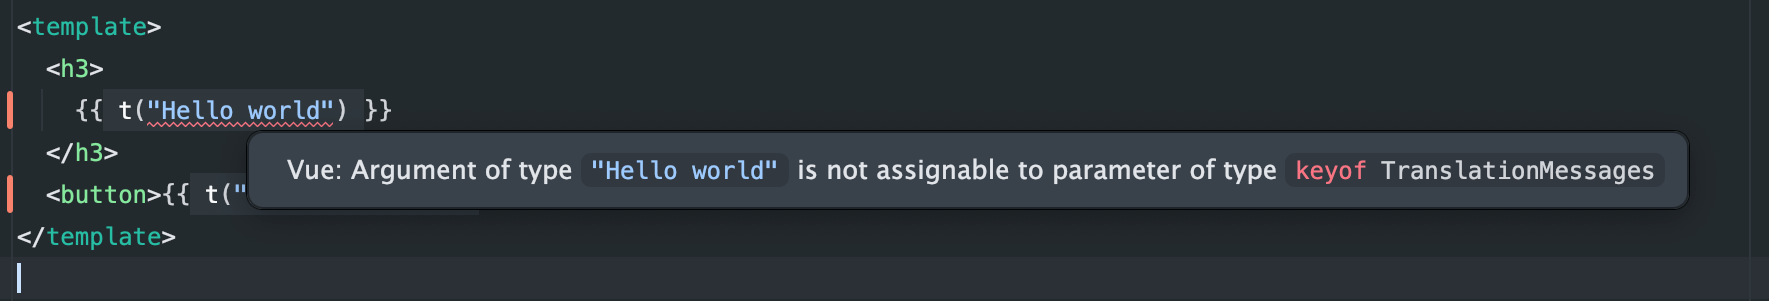 <template>
<h3>
{{ t("Hello world") }}
</h3>
Vue: Argument of type "Hello world" is not assignable to parameter of type keyof TranslationMessages
<button>{{ t("
</template>